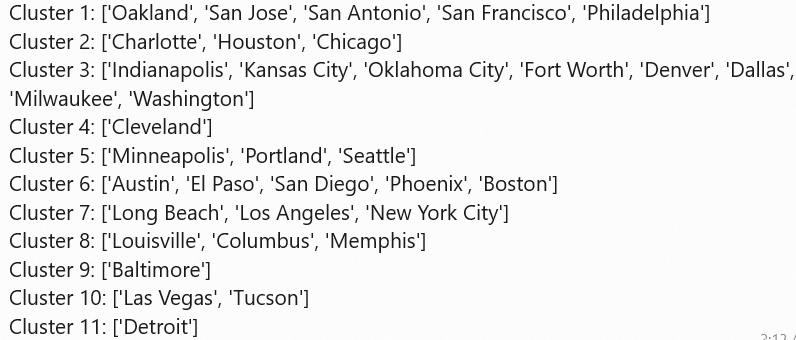 Cluster 1: ['Oakland', 'San Jose', 'San Antonio', 'San Francisco', 'Philadelphia']
Cluster 2: ['Charlotte', 'Houston', 'Chicago']
Cluster 3: ['Indianapolis', 'Kansas City', 'Oklahoma City', 'Fort Worth', 'Denver', 'Dallas',
'Milwaukee', 'Washington']
Cluster 4: ['Cleveland']
Cluster 5: ['Minneapolis', 'Portland', 'Seattle']
Cluster 6: ['Austin', 'El Paso', 'San Diego', 'Phoenix', 'Boston']
Cluster 7: ['Long Beach', 'Los Angeles', 'New York City']
Cluster 8: ['Louisville', 'Columbus', 'Memphis']
Cluster 9: ['Baltimore']
Cluster 10: ['Las Vegas', 'Tucson']
Cluster 11: ['Detroit']